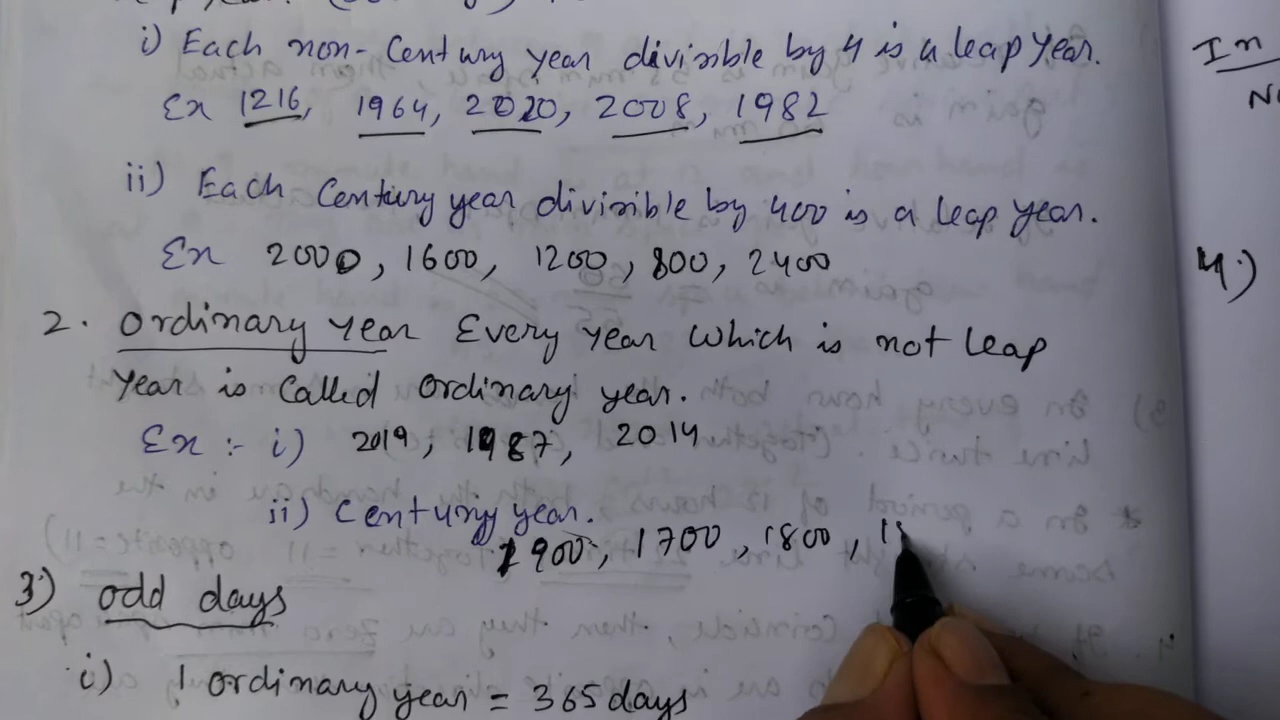 i) Each non-Century year divisible by 4 is a leap year.
Ex 1216, 1964, 2020, 2008, 1982
ii) Each Century year divisible by 400 is a leap year.
Ex 2000, 1600, 1200, 800, 2400
2. Ordinary year Every year which is not leap
year is called ordinary year.
Ex :- i) 2019, 1987, 2014
ii) Century year.
1900, 1700, 1800, 1
3) odd days
i) 1 ordinary year = 365 days
In
4.)